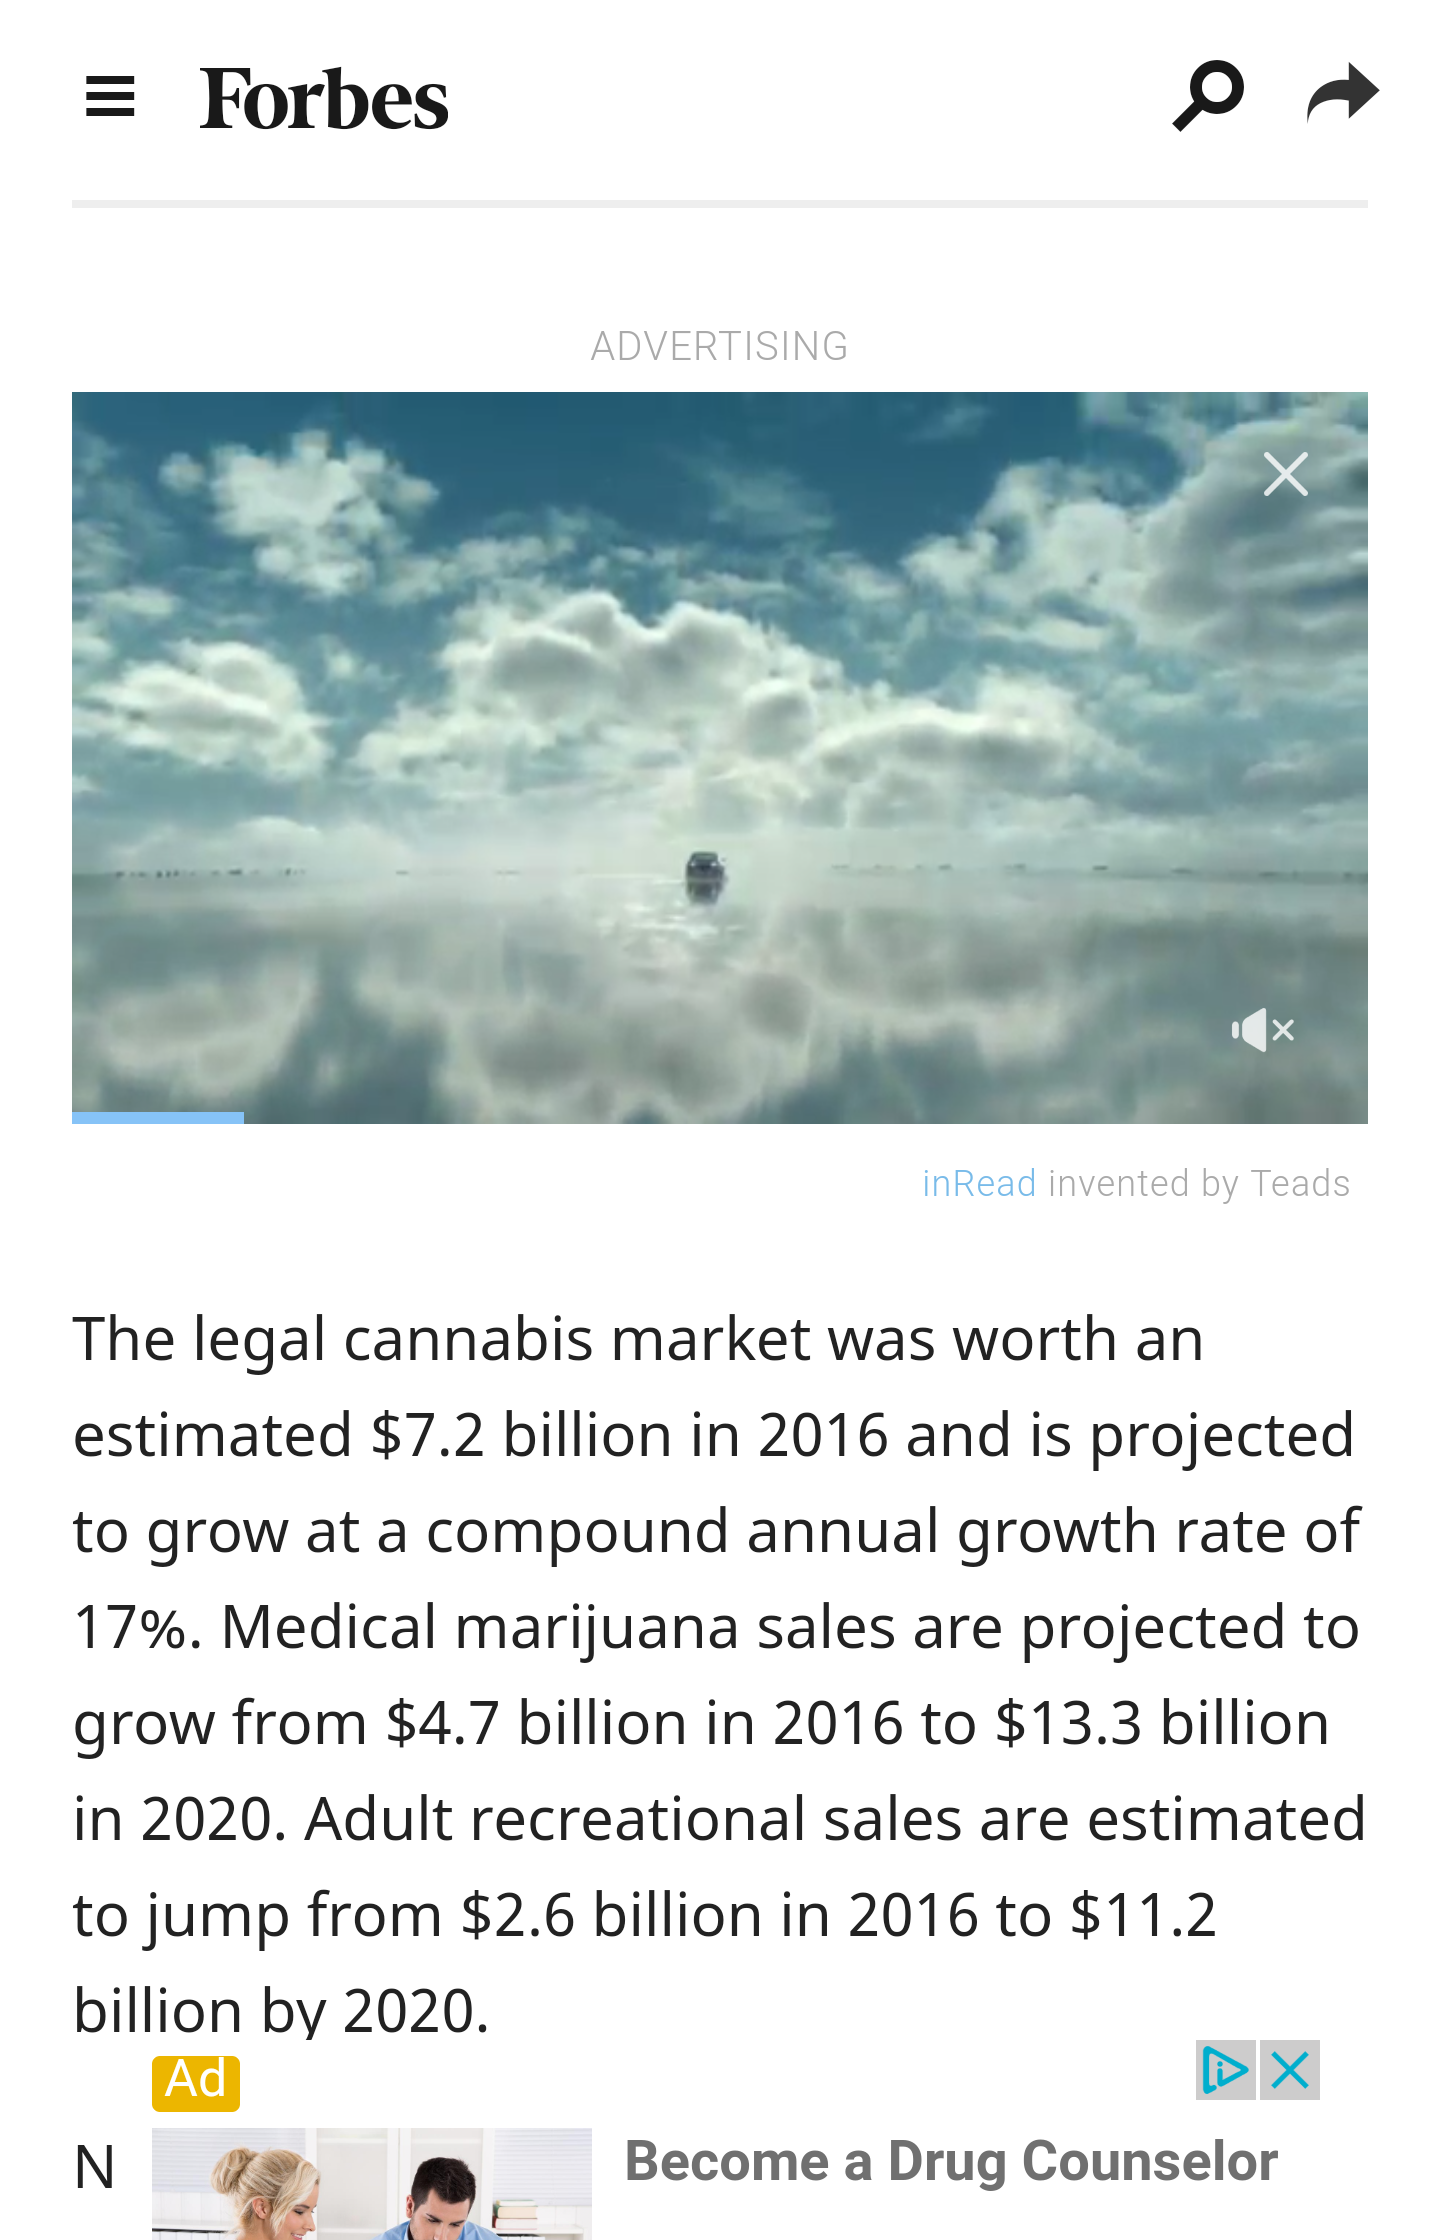 Forbes
ADVERTISING
inRead invented by Teads
The legal cannabis market was worth an
estimated $7.2 billion in 2016 and is projected
to grow at a compound annual growth rate of
17%. Medical marijuana sales are projected to
grow from $4.7 billion in 2016 to $13.3 billion
in 2020. Adult recreational sales are estimated
to jump from $2.6 billion in 2016 to $11.2
billion by 2020.
Ad
N
Become a Drug Counselor